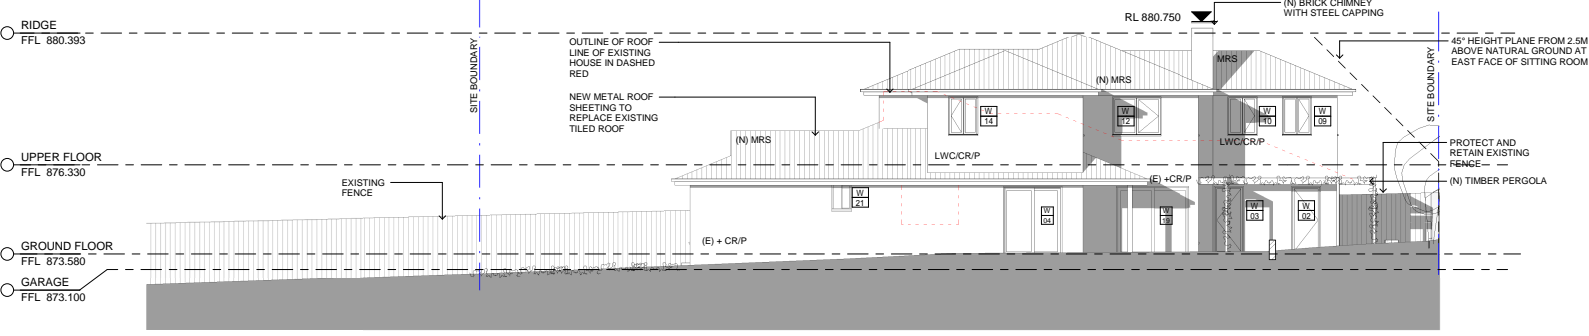 (N) BRICK CHIMNEY
WITH STEEL CAPPING
RL 880.750
RIDGE
FFL 880.393
SITE BOUNDARY
OUTLINE OF ROOF
LINE OF EXISTING
HOUSE IN DASHED
RED
45° HEIGHT PLANE FROM 2.5M
ABOVE NATURAL GROUND AT
EAST FACE OF SITTING ROOM
SITE BOUNDARY
MRS
(N) MRS
NEW METAL ROOF
SHEETING TO
REPLACE EXISTING
TILED ROOF
W
14
W
12
W
10
W
09
(N) MRS
LWC/CR/P
LWC/CR/P
PROTECT AND
RETAIN EXISTING
FENCE
UPPER FLOOR
FFL 876.330
EXISTING
FENCE
(E) +CR/P
(N) TIMBER PERGOLA
W
21
W
04
W
19
W
03
W
02
(E) + CR/P
GROUND FLOOR
FFL 873.580
GARAGE
FFL 873.100